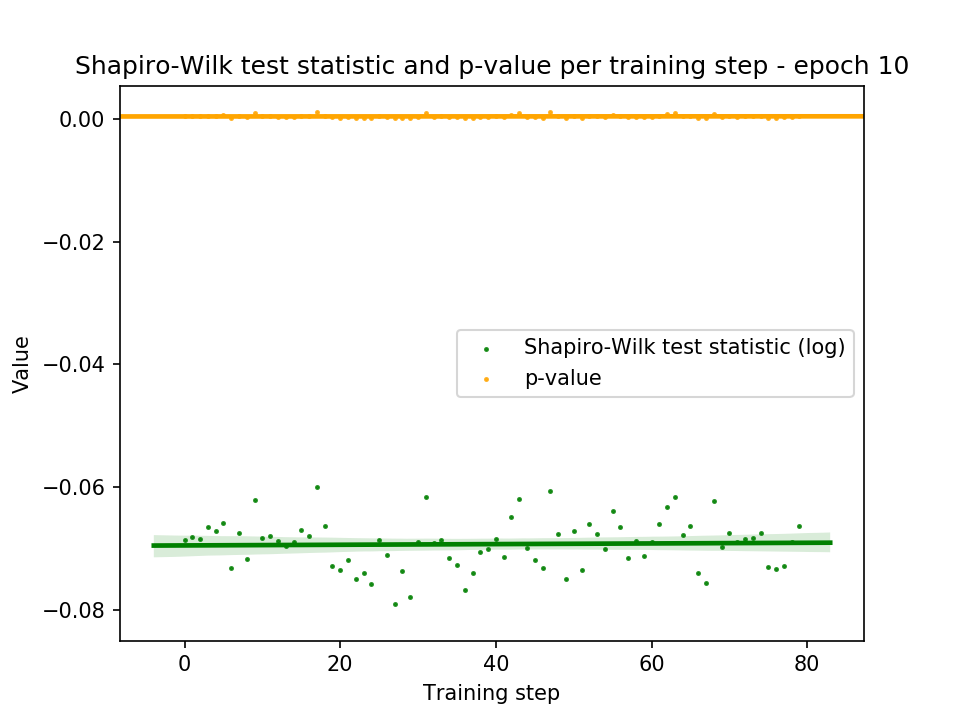 Shapiro-Wilk test statistic and p-value per training step - epoch 10
0.00
−0.02
−0.04
−0.06
−0.08
Value
Shapiro-Wilk test statistic (log)
p-value
0
20
40
60
80
Training step